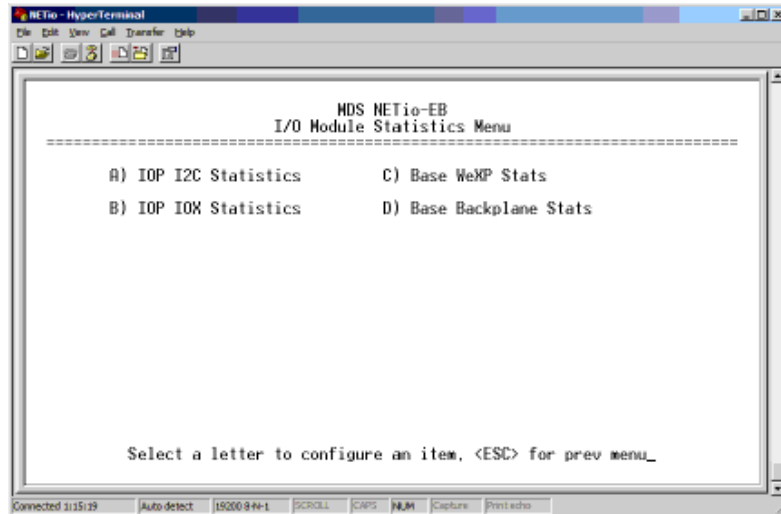 NETio - HyperTerminal
File Edit View Call Transfer Help
MDS NETio-EB
I/O Module Statistics Menu
==========================================================================
A) IOP I2C Statistics C) Base WeXP Stats
B) IOP IOX Statistics D) Base Backplane Stats
Select a letter to configure an item, <ESC> for prev menu_
Connected 1:15:19 Auto detect 19200 8-N-1 SCROLL CAPS NUM Capture Print echo